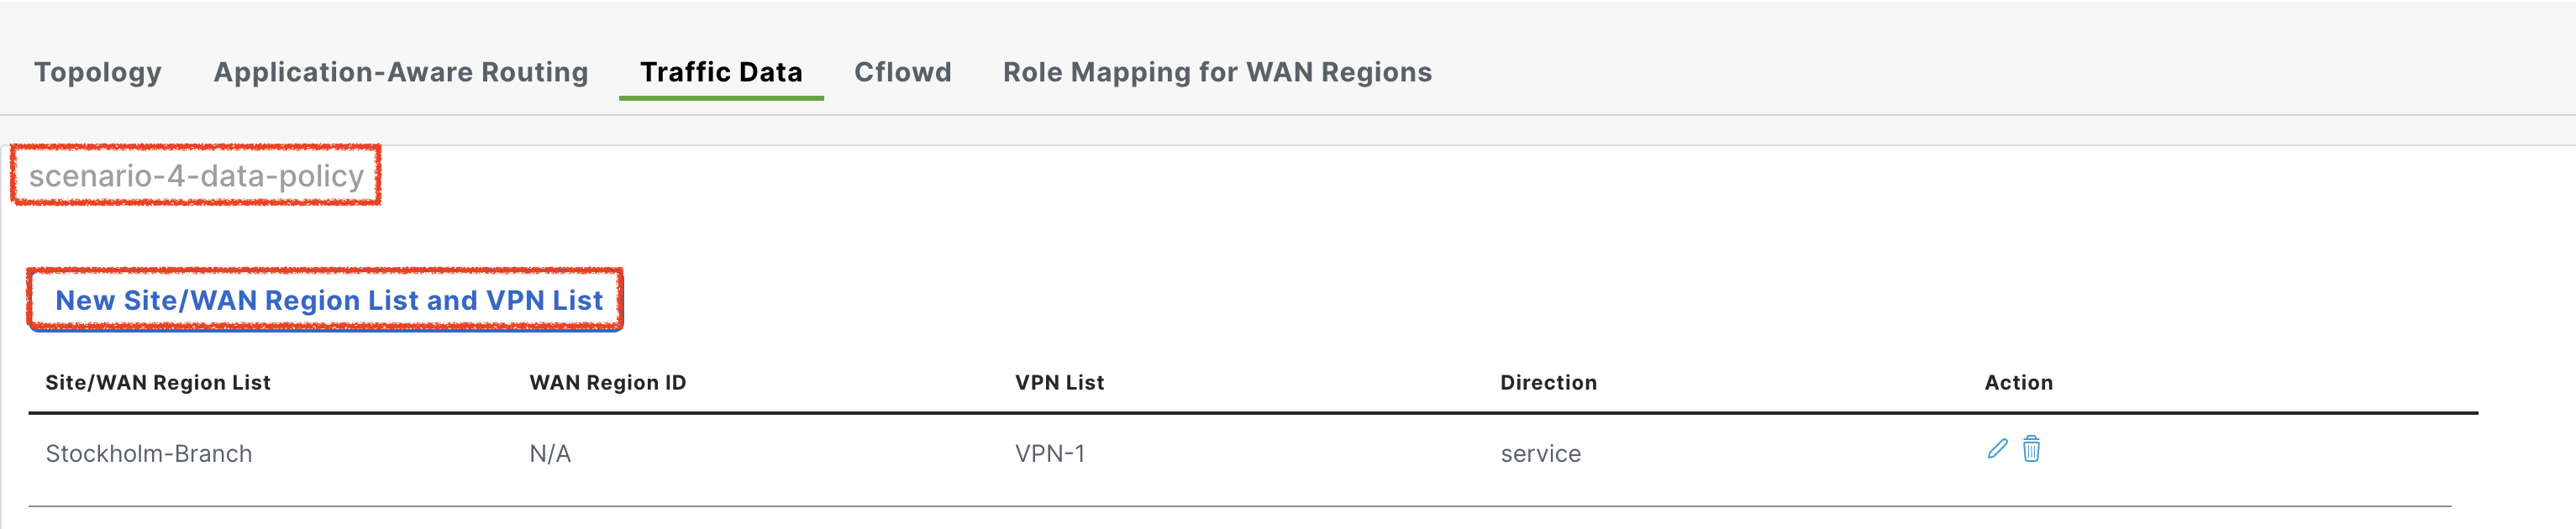 Topology Application-Aware Routing Traffic Data Cflowd Role Mapping for WAN Regions
scenario-4-data-policy
New Site/WAN Region List and VPN List
Site/WAN Region List WAN Region ID VPN List Direction Action
Stockholm-Branch N/A VPN-1 service